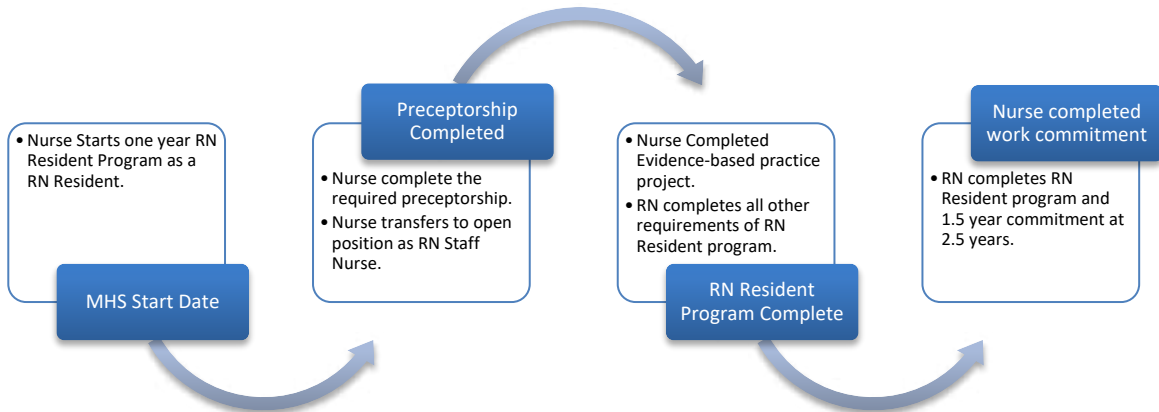 • Nurse Starts one year RN
Resident Program as a
RN Resident.
MHS Start Date
Preceptorship
Completed
• Nurse complete the
required preceptorship.
• Nurse transfers to open
position as RN Staff
Nurse.
• Nurse Completed
Evidence-based practice
project.
• RN completes all other
requirements of RN
Resident program.
RN Resident
Program Complete
Nurse completed
work commitment
• RN completes RN
Resident program and
1.5 year commitment at
2.5 years.